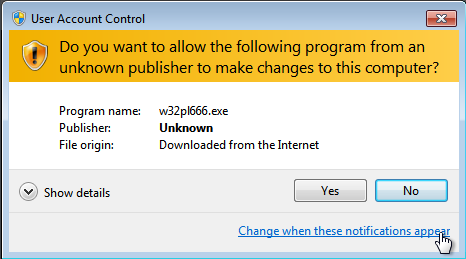 User Account Control
Do you want to allow the following program from an
unknown publisher to make changes to this computer?
Program name: w32pl666.exe
Publisher: Unknown
File origin: Downloaded from the Internet
Show details
Yes
No
Change when these notifications appear